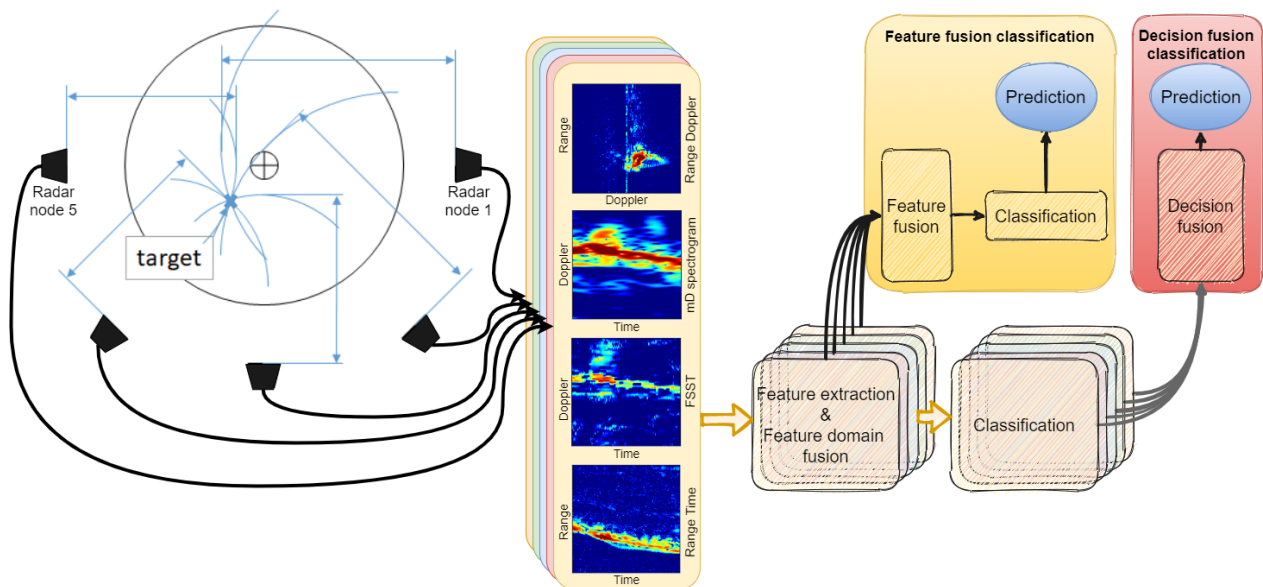 Radar
node 5
Radar
node 1
target
Range
Range Doppler
Doppler
Doppler
mD spectrogram
Time
Doppler
FSST
Time
Range
Range Time
Time
Feature extraction
&
Feature domain
fusion
Classification
Feature fusion classification
Prediction
Feature
fusion
Classification
Decision fusion
classification
Prediction
Decision
fusion